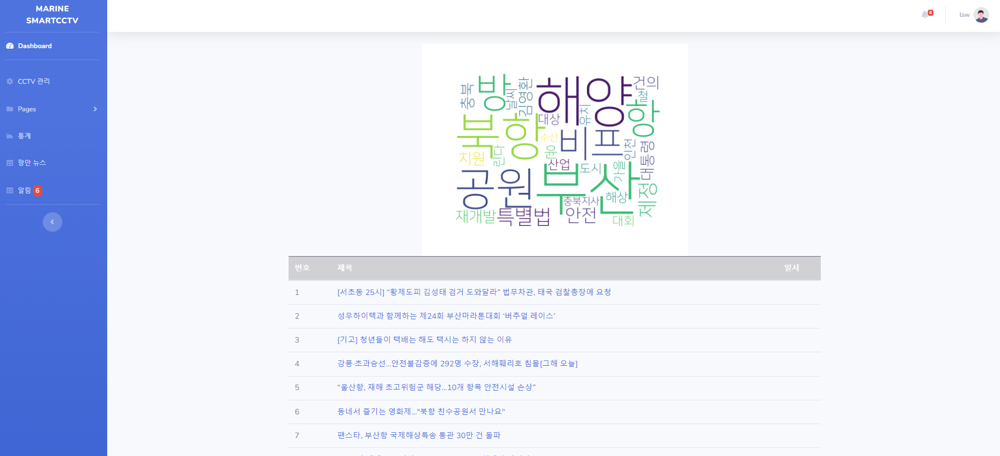 MARINE
SMARTCCTV
Dashboard
CCTV 관리
Pages
통계
항만 뉴스
알림 6
6
lsw
충북
방
날씨
김영환
해양
건의
철
항
북항
대상
유치
수산
비프
인천
대통령
지원
린다
윤
산업
도시
가을
공원
부산
해상
제정
충북지사
재개발
특별법
안전
대회
번호 제목 일시
1 [서초동 25시] “황제도피 김성태 검거 도와달라” 법무차관, 태국 검찰총장에 요청
2 성우하이텍과 함께하는 제24회 부산마라톤대회 ‘버추얼 레이스’
3 [기고] 청년들이 택배는 해도 택시는 하지 않는 이유
4 강풍·초과승선...안전불감증에 292명 수장, 서해훼리호 침몰[그해 오늘]
5 “울산항, 재해 초고위험군 해당...10개 항목 안전시설 손상”
6 동네서 즐기는 영화제..."북항 친수공원서 만나요"
7 팬스타, 부산항 국제해상특송 통관 30만 건 돌파